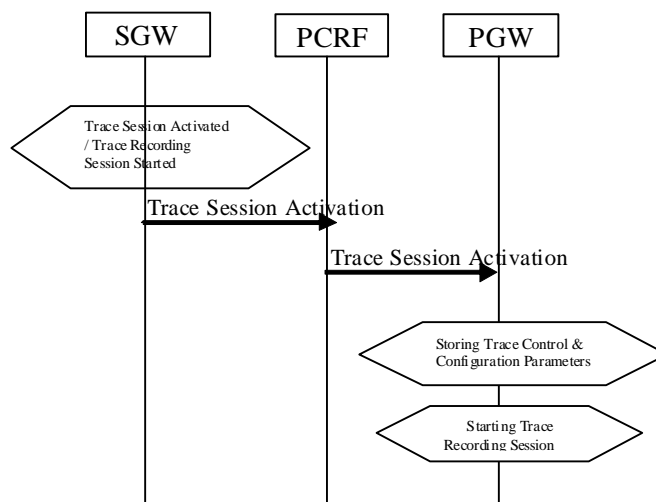 SGW
PCRF
PGW
Trace Session Activated
/ Trace Recording
Session Started
Trace Session Activation
Trace Session Activation
Storing Trace Control &
Configuration Parameters
Starting Trace
Recording Session